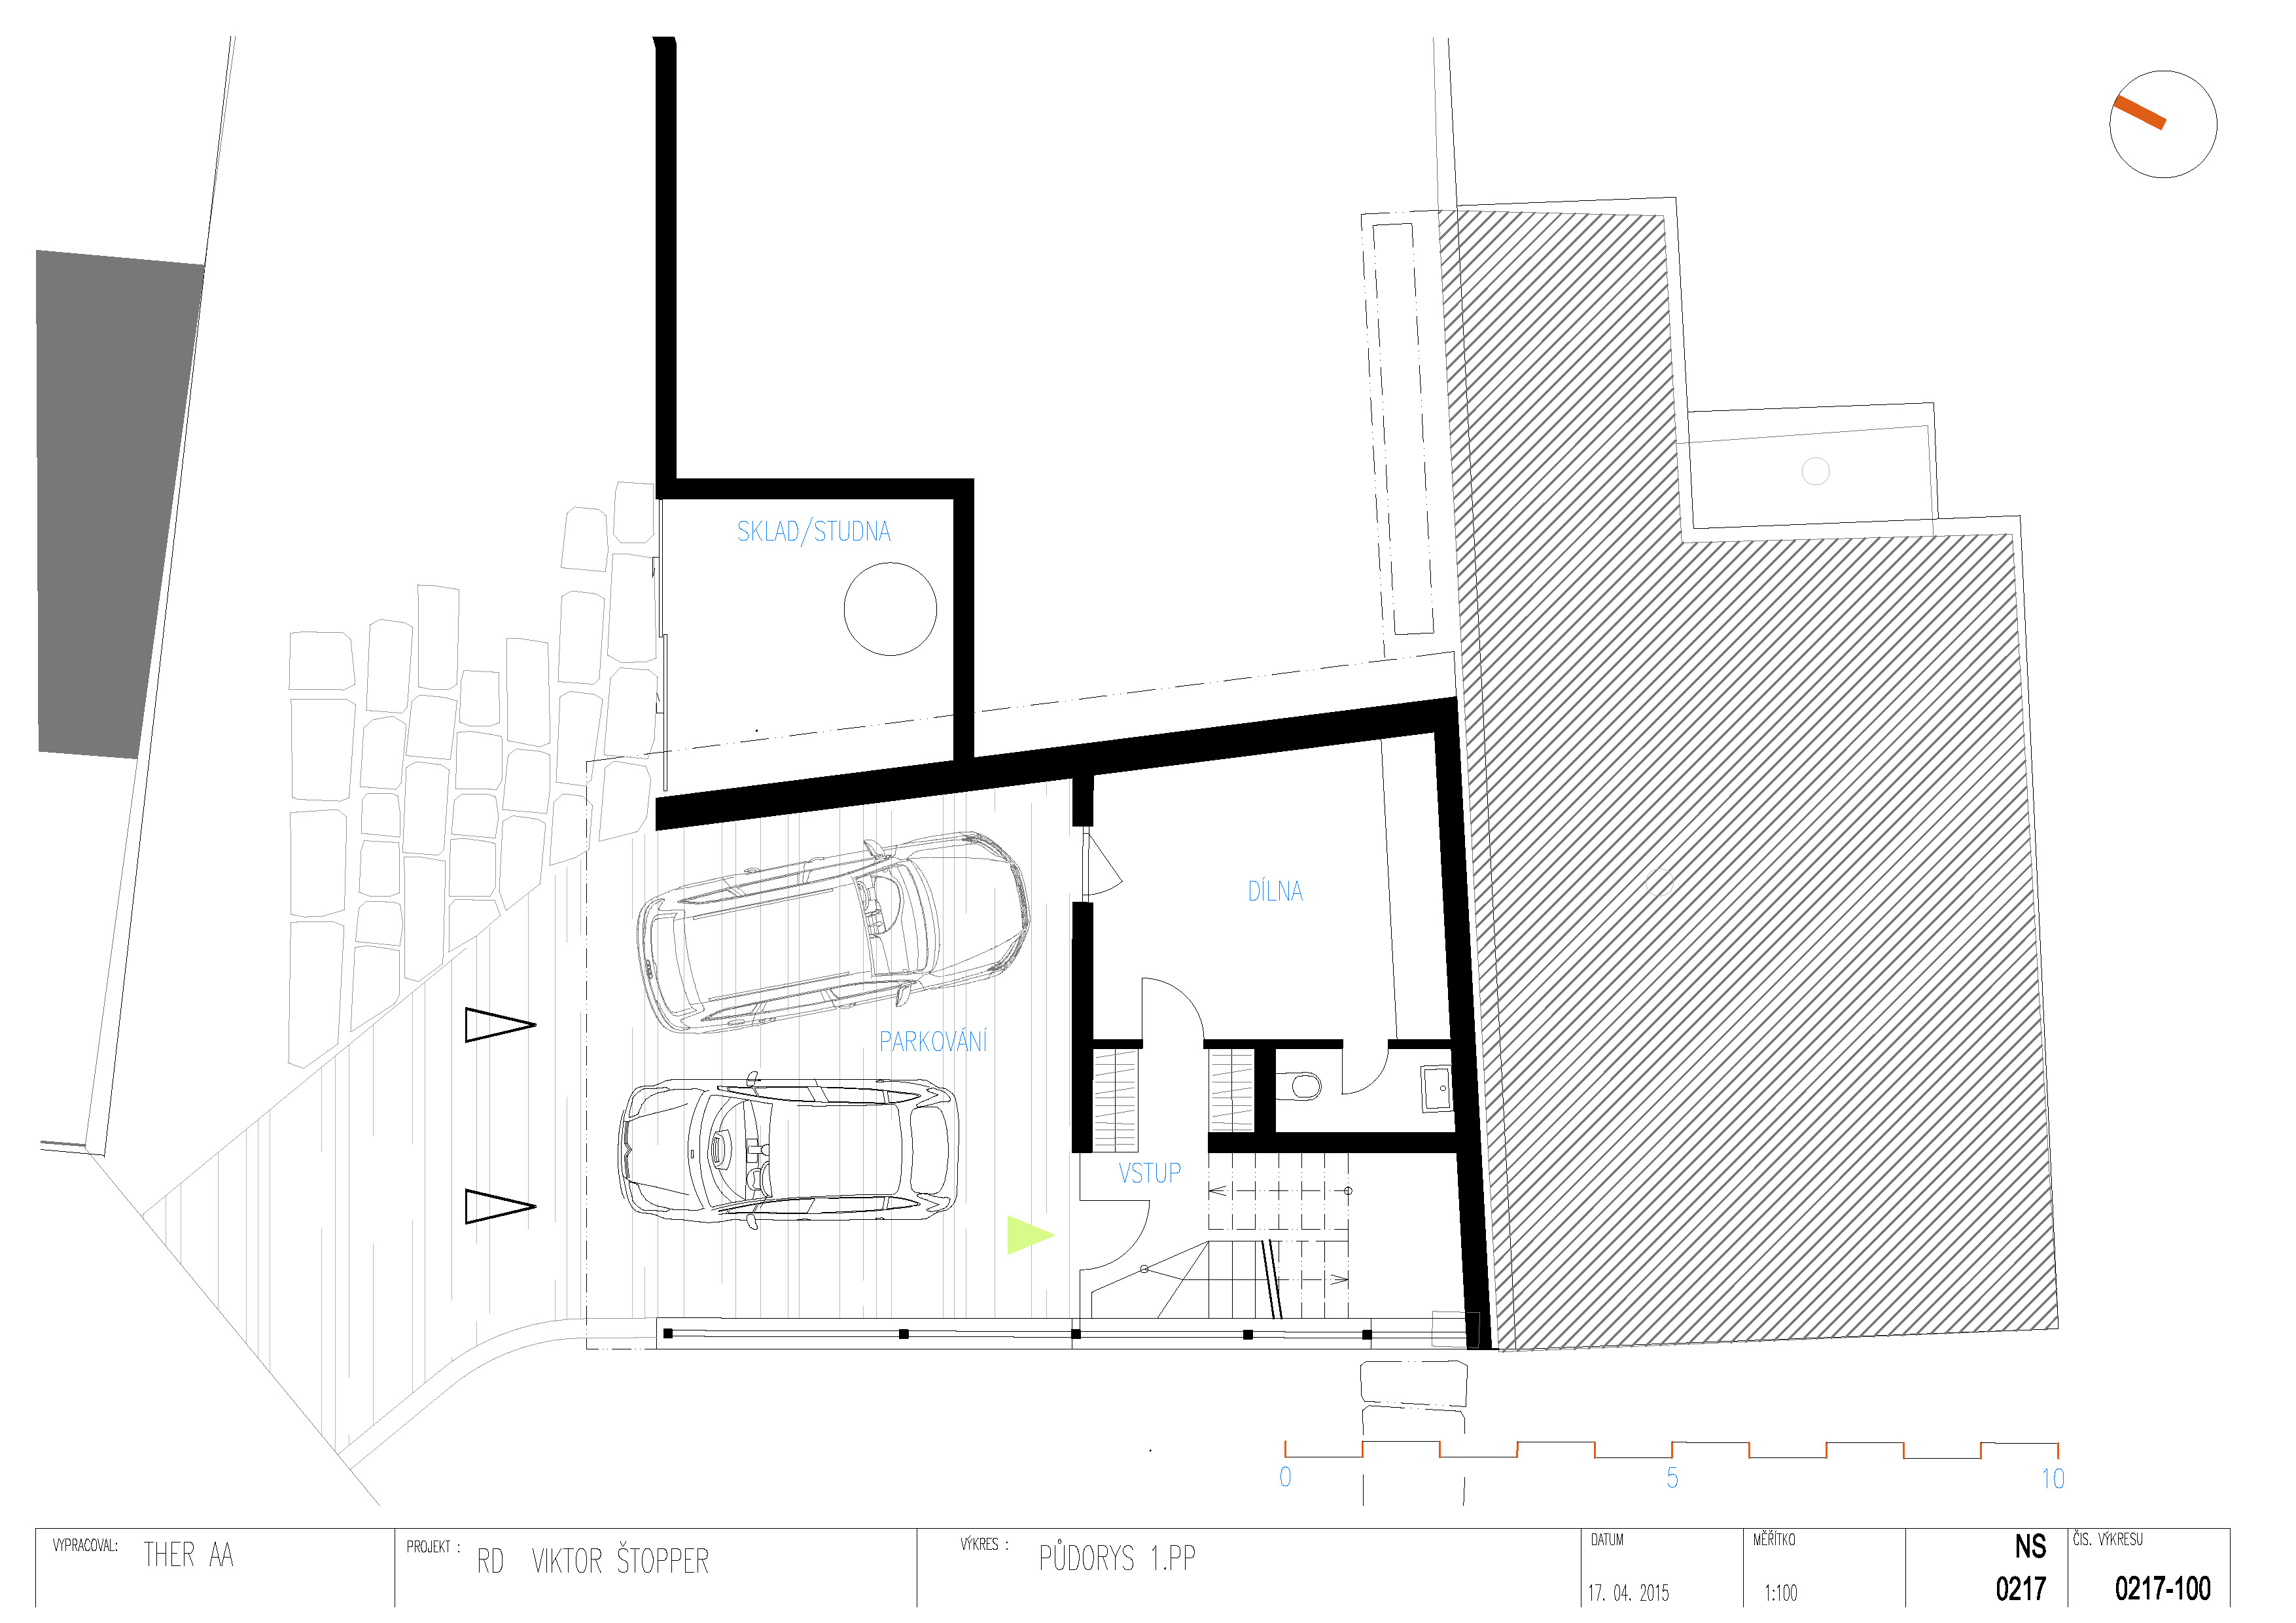 SKLAD/STUDNA
DÍLNA
PARKOVÁNÍ
VSTUP
0 5 10
VYPRACOVAL: THER AA
PROJEKT : RD VIKTOR ŠTOPPER
VÝKRES : PŮDORYS 1.PP
DATUM
17. 04. 2015
MĚŘÍTKO
1:100
NS
0217
ČÍS. VÝKRESU
0217-100